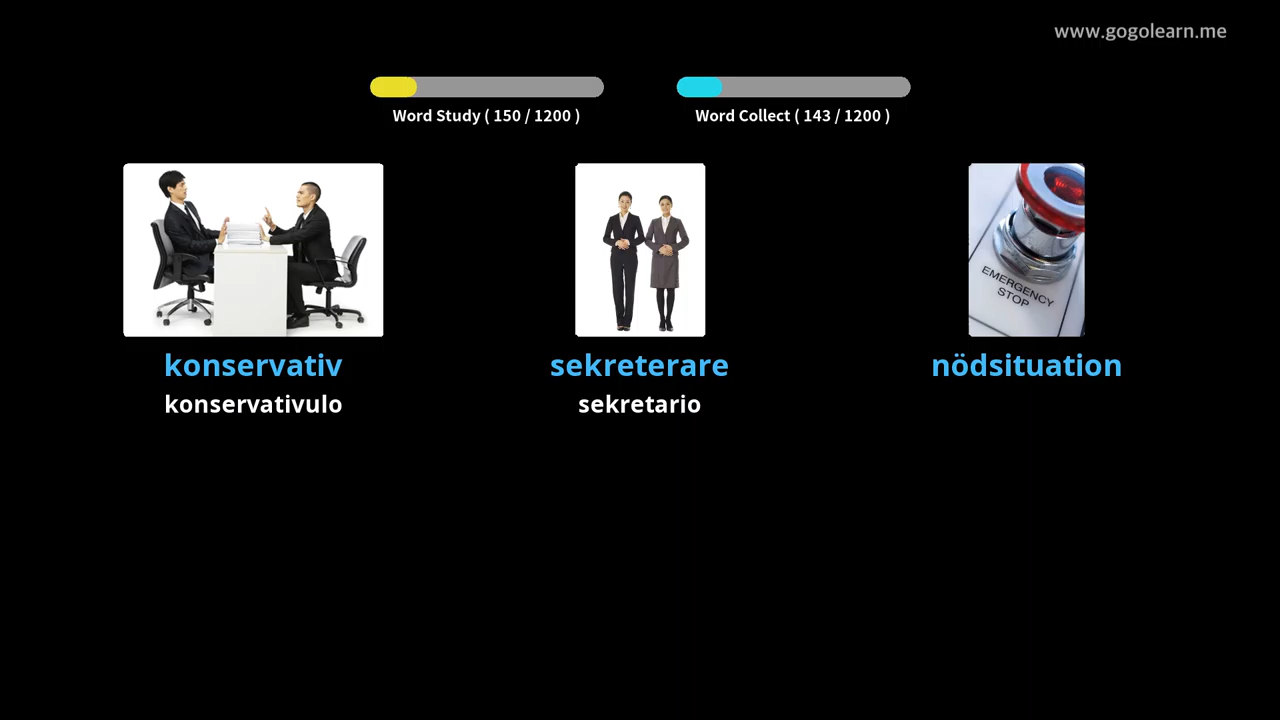 www.gogolearn.me
Word Study ( 150 / 1200 )
Word Collect ( 143 / 1200 )
EMERGENCY
STOP
konservativ
sekreterare
nödsituation
konservativulo
sekretario